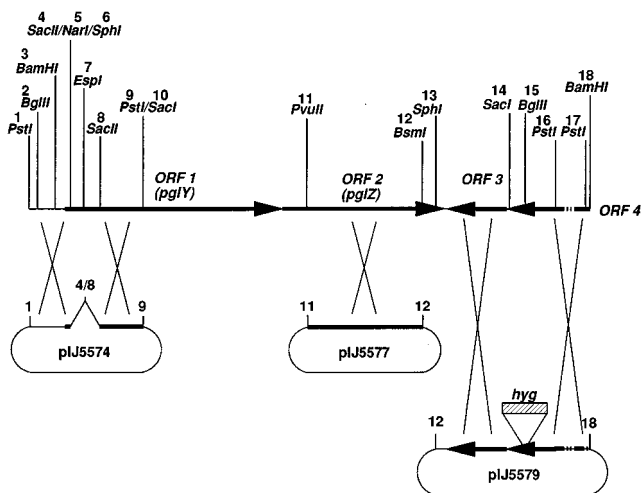 4 5 6
SacII/NarI/SphI
3
BamHI
7
EspI
2
BglII
1
PstI
8
SacII
9 10
PstI/SacI
11
PvuII
12
BsmI
13
SphI
14
SacI
15
BglII
16
PstI
17
PstI
18
BamHI
ORF 1
(pglY)
ORF 2
(pglZ)
ORF 3
ORF 4
1 4/8 9
pIJ5574
11 12
pIJ5577
hyg
12 18
pIJ5579